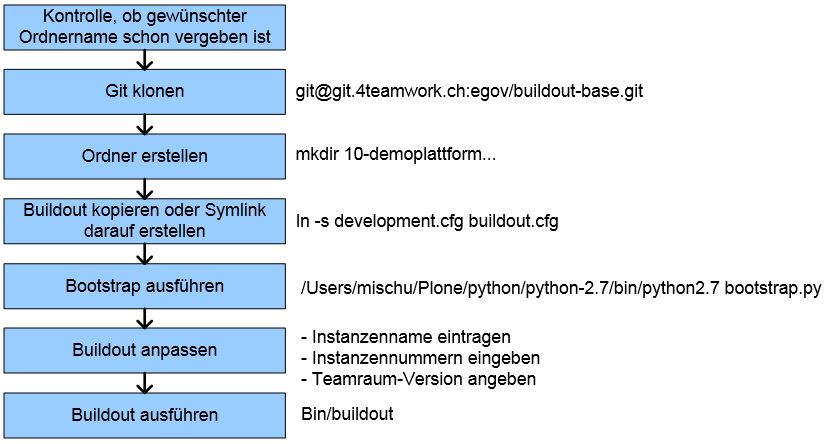 Kontrolle, ob gewünschter
Ordnername schon vergeben ist
Git klonen
git@git.4teamwork.ch:egov/buildout-base.git
Ordner erstellen
mkdir 10-demoplattform...
Buildout kopieren oder Symlink
darauf erstellen
ln -s development.cfg buildout.cfg
Bootstrap ausführen
/Users/mischu/Plone/python/python-2.7/bin/python2.7 bootstrap.py
Buildout anpassen
- Instanzenname eintragen
- Instanzennummern eingeben
- Teamraum-Version angeben
Buildout ausführen
Bin/buildout